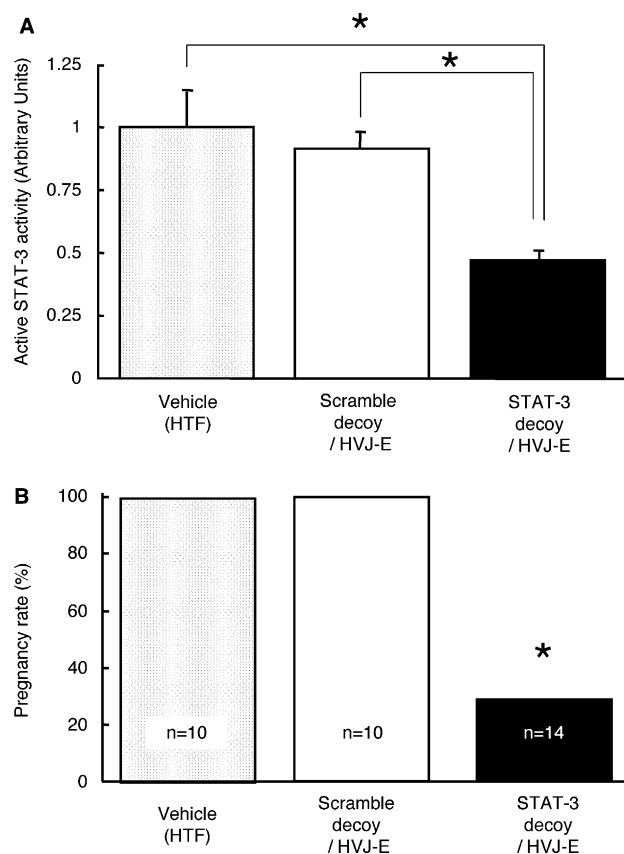 A
*
*
Active STAT-3 activity (Arbitrary Units)
1.25
1
0.75
0.5
0.25
0
Vehicle
(HTF)
Scramble
decoy
/ HVJ-E
STAT-3
decoy
/ HVJ-E
B
Pregnancy rate (%)
100
80
60
40
20
0
*
n=10
n=10
n=14
Vehicle
(HTF)
Scramble
decoy
/ HVJ-E
STAT-3
decoy
/ HVJ-E